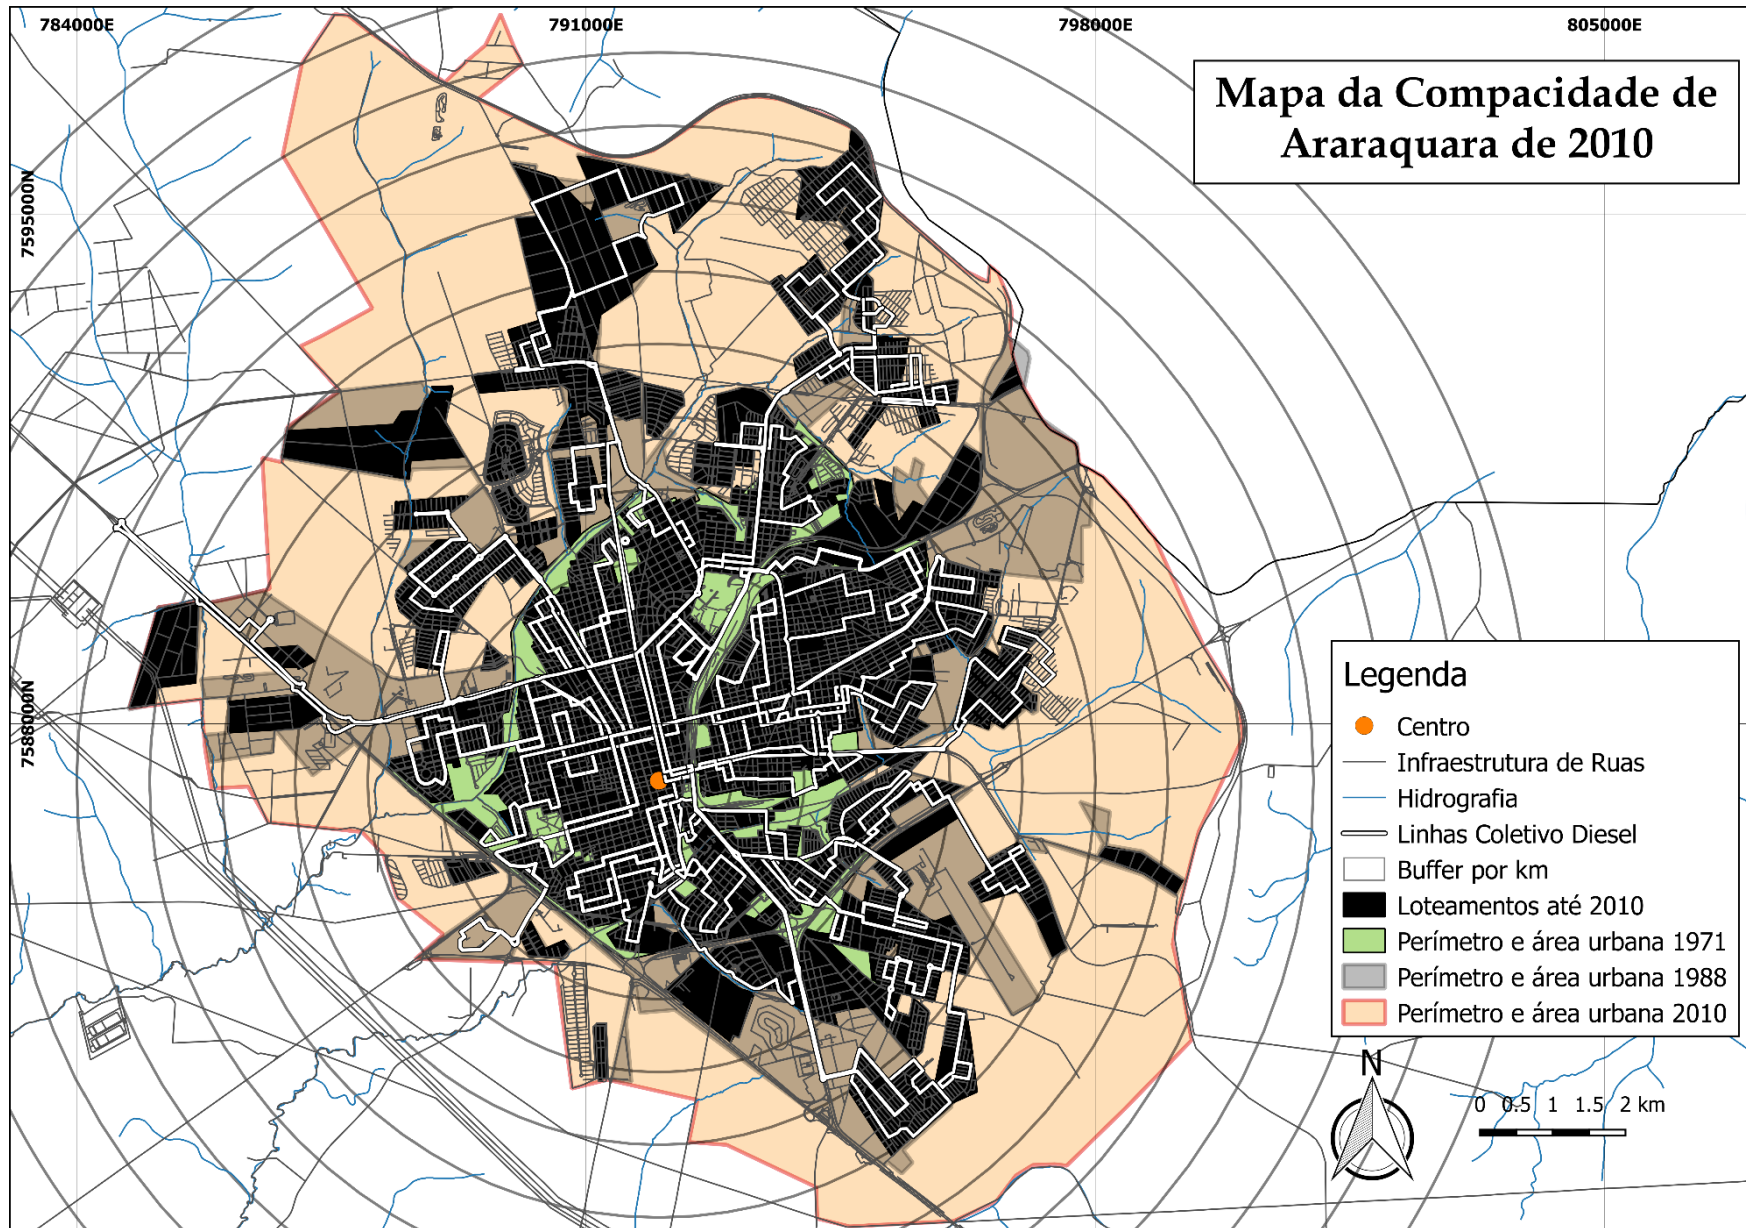 784000E
791000E
798000E
805000E
Mapa da Compacidade de
Araraquara de 2010
7595000N
7588000N
Legenda
Centro
Infraestrutura de Ruas
Hidrografia
Linhas Coletivo Diesel
Buffer por km
Loteamentos até 2010
Perímetro e área urbana 1971
Perímetro e área urbana 1988
Perímetro e área urbana 2010
N
0 0.5 1 1.5 2 km